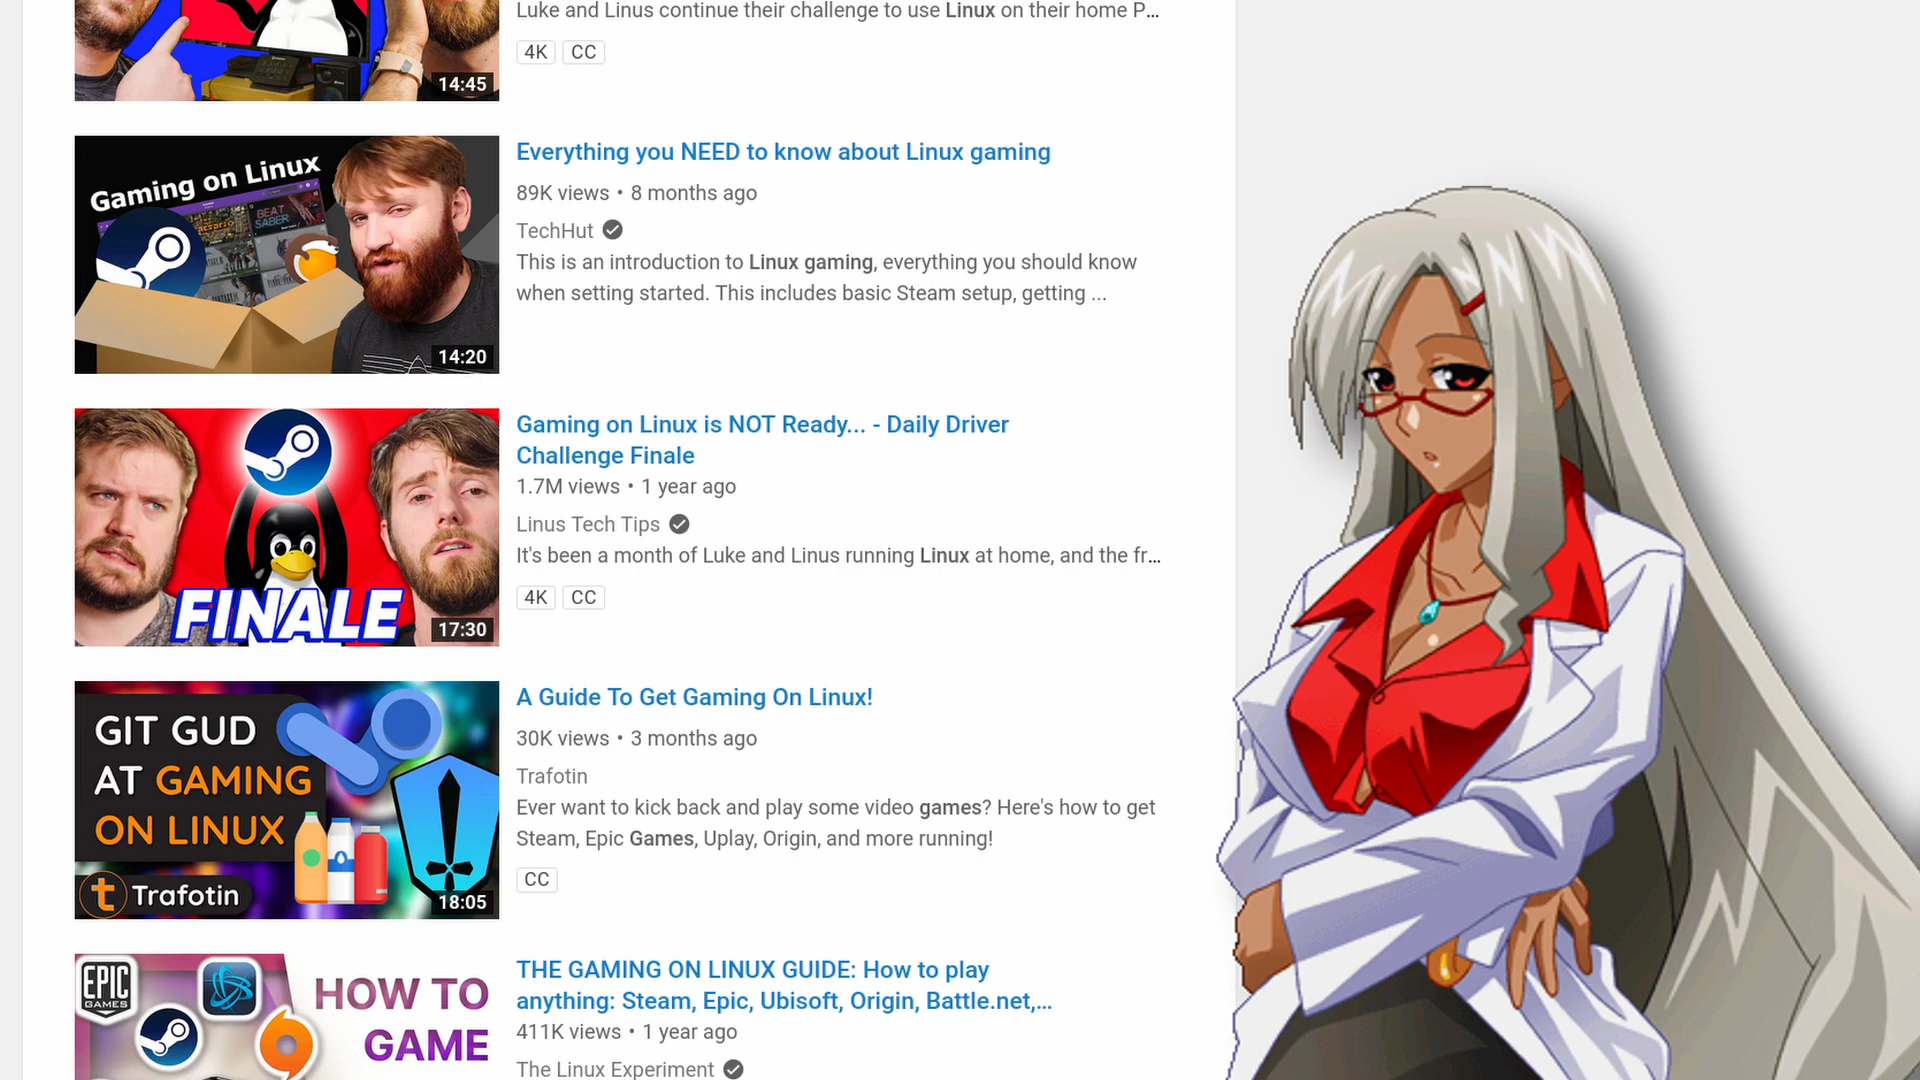 Luke and Linus continue their challenge to use Linux on their home P...
4K CC
14:45
Gaming on Linux
BEAT
SABER
14:20
Everything you NEED to know about Linux gaming
89K views • 8 months ago
TechHut
This is an introduction to Linux gaming, everything you should know
when setting started. This includes basic Steam setup, getting ...
FINALE
17:30
Gaming on Linux is NOT Ready... - Daily Driver
Challenge Finale
1.7M views • 1 year ago
Linus Tech Tips
It's been a month of Luke and Linus running Linux at home, and the fr...
4K CC
GIT GUD
AT GAMING
ON LINUX
t Trafotin
18:05
A Guide To Get Gaming On Linux!
30K views • 3 months ago
Trafotin
Ever want to kick back and play some video games? Here's how to get
Steam, Epic Games, Uplay, Origin, and more running!
CC
EPIC
GAMES
HOW TO
GAME
THE GAMING ON LINUX GUIDE: How to play
anything: Steam, Epic, Ubisoft, Origin, Battle.net,...
411K views • 1 year ago
The Linux Experiment